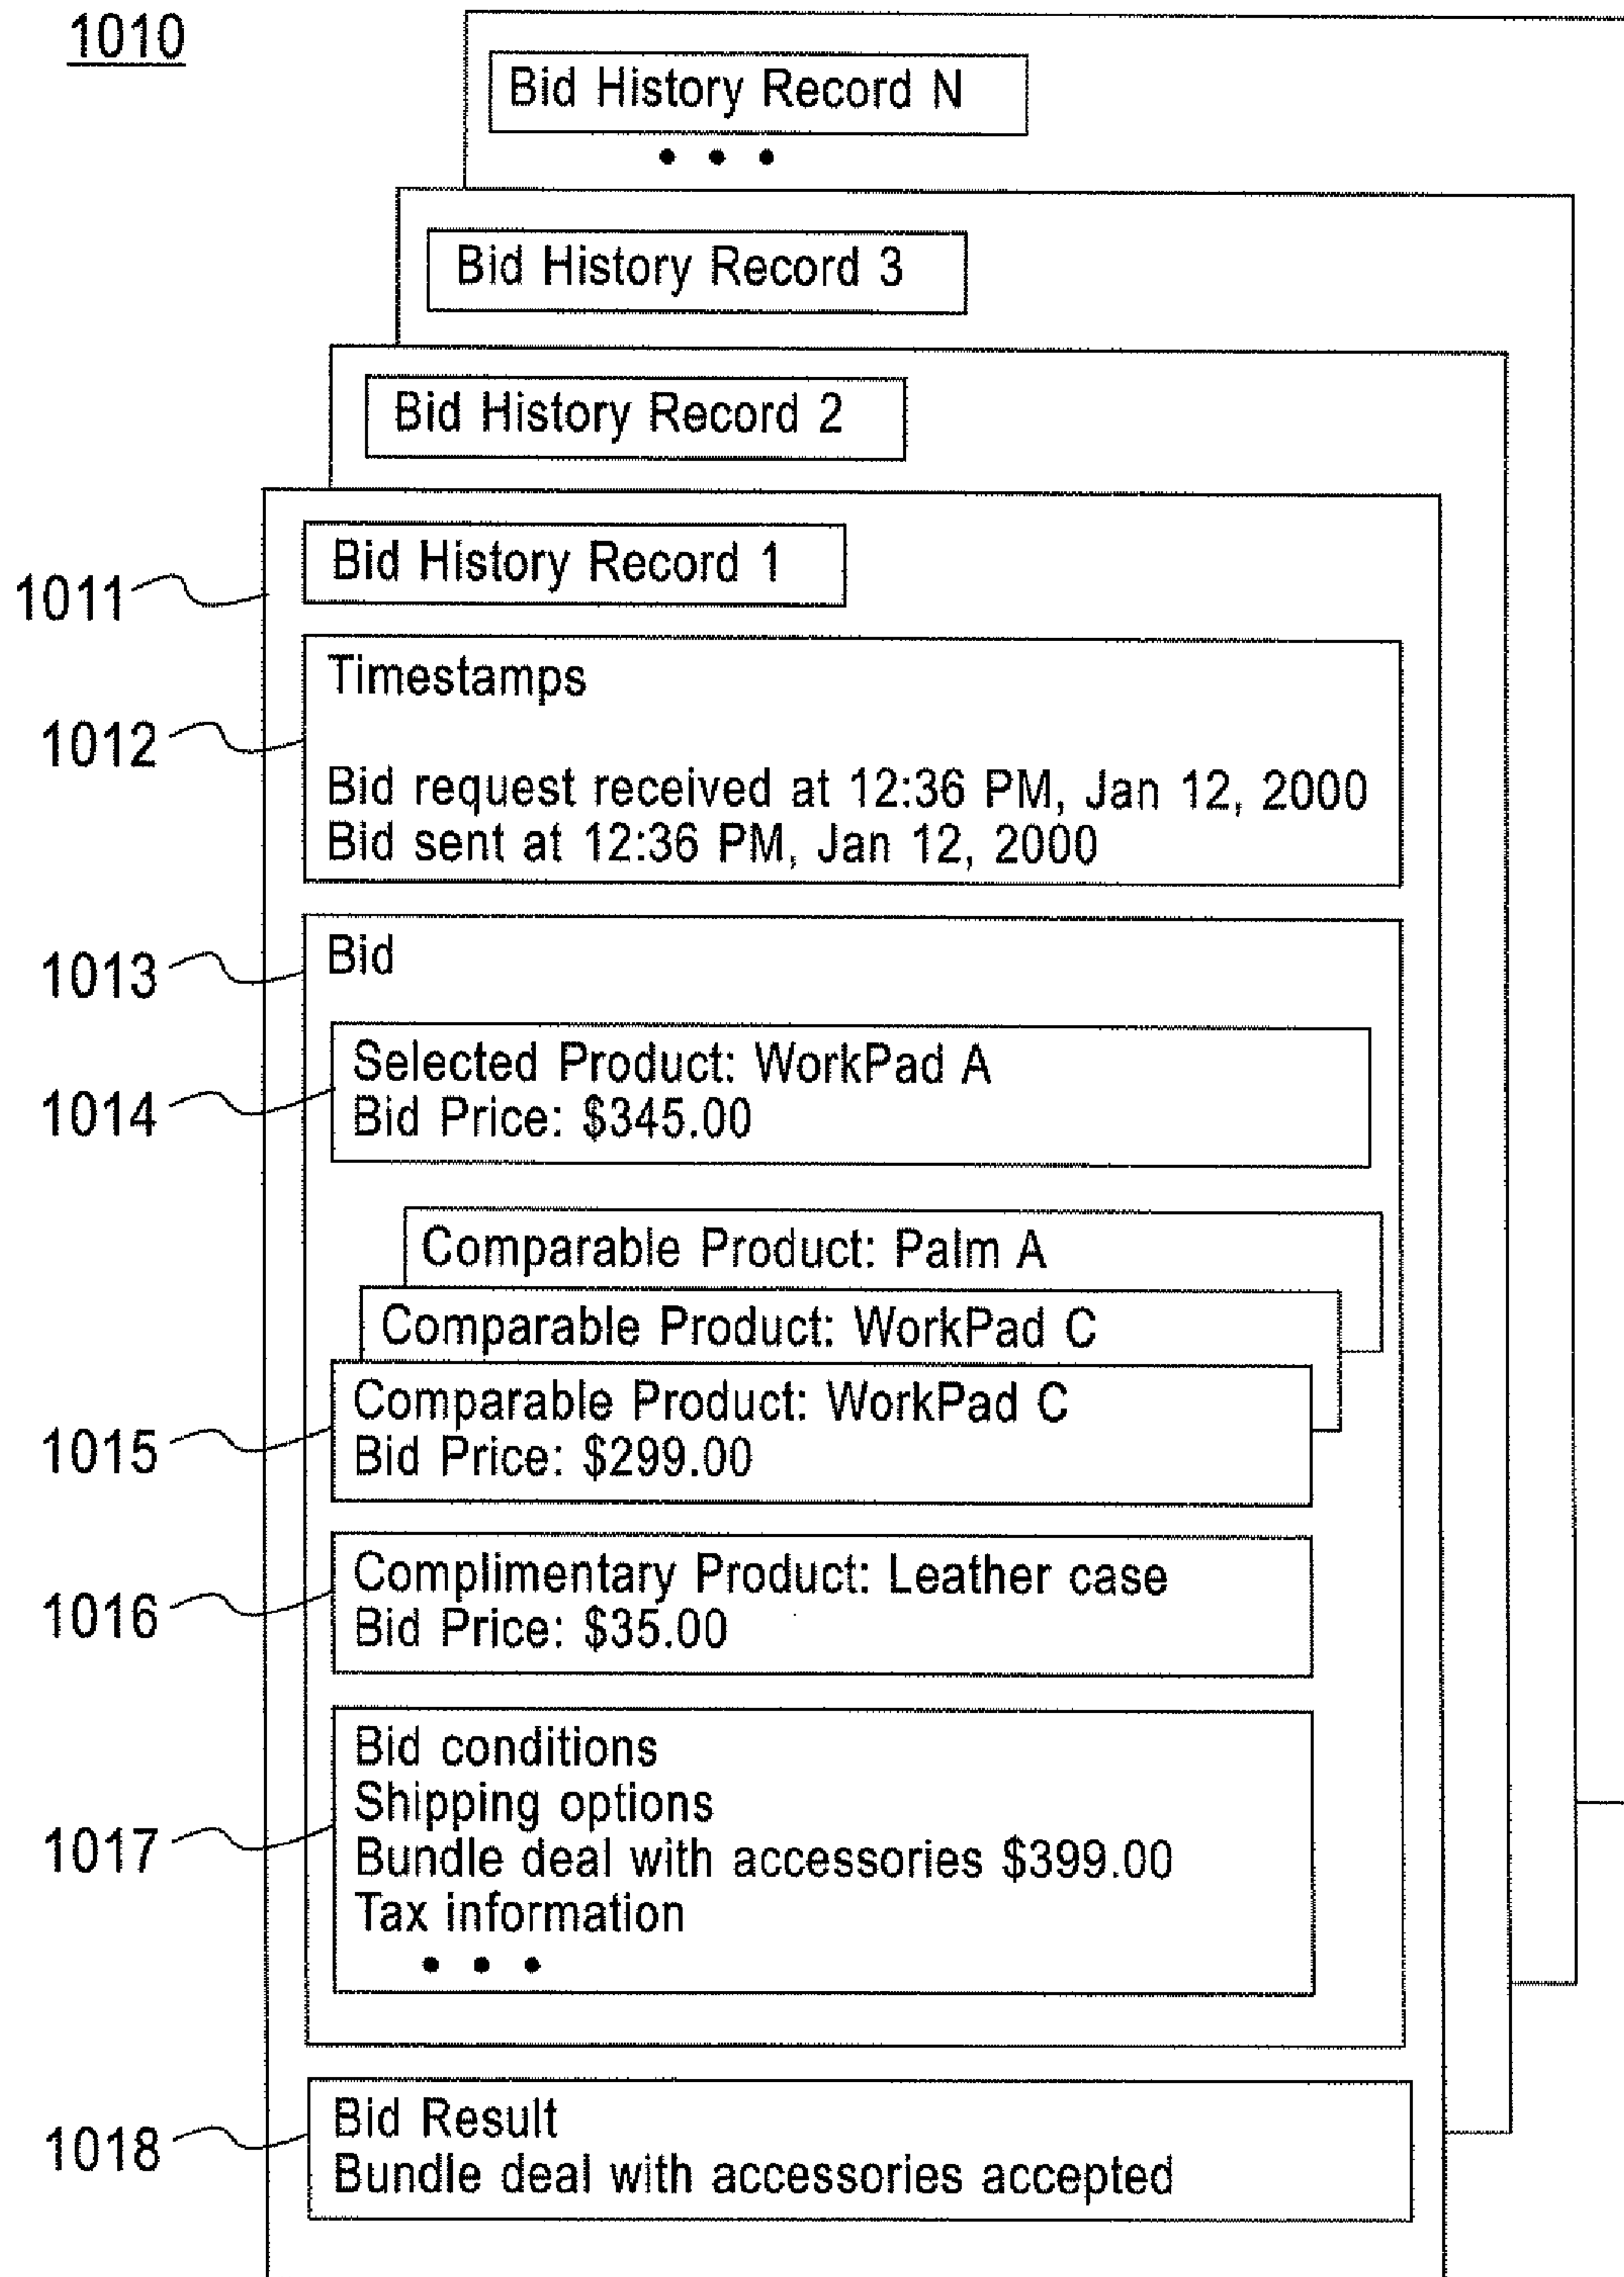 1010
Bid History Record N
• • •
Bid History Record 3
Bid History Record 2
Bid History Record 1
1011
Timestamps
1012
Bid request received at 12:36 PM, Jan 12, 2000
Bid sent at 12:36 PM, Jan 12, 2000
1013
Bid
Selected Product: WorkPad A
1014
Bid Price: $345.00
Comparable Product: Palm A
Comparable Product: WorkPad C
Comparable Product: WorkPad C
1015
Bid Price: $299.00
Complimentary Product: Leather case
1016
Bid Price: $35.00
Bid conditions
Shipping options
1017
Bundle deal with accessories $399.00
Tax information
• • •
Bid Result
1018
Bundle deal with accessories accepted